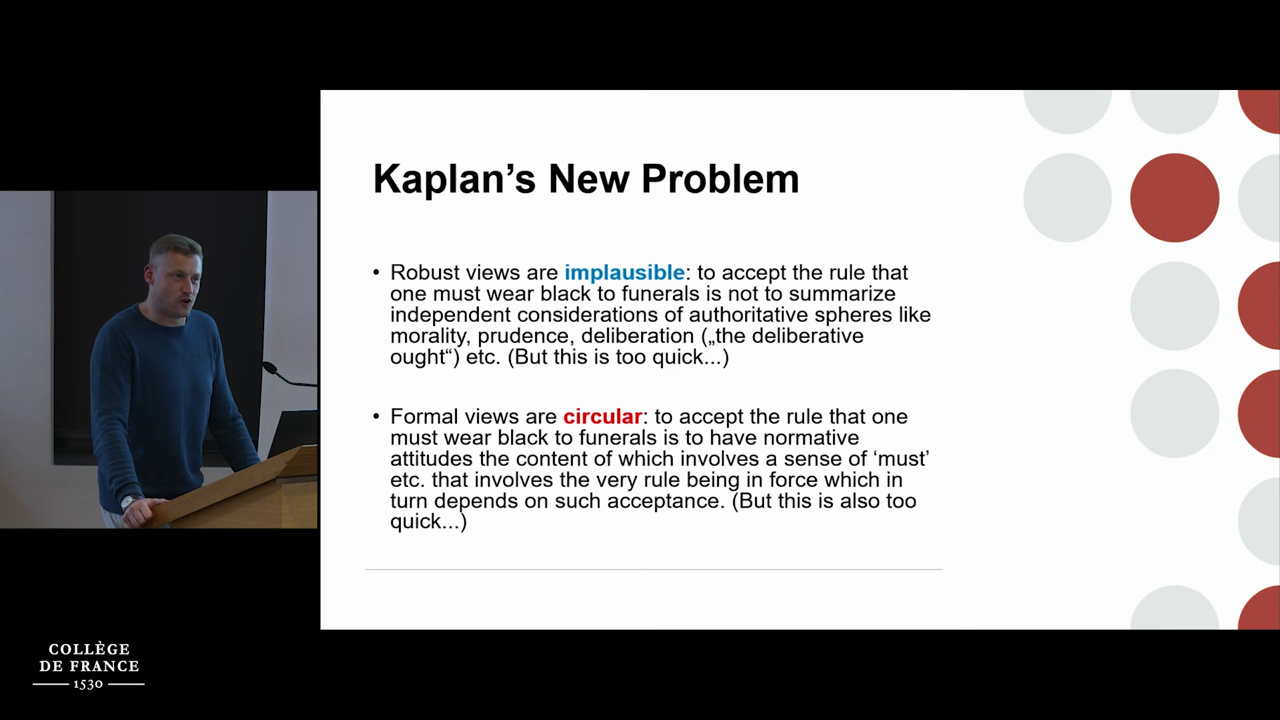 Kaplan’s New Problem
• Robust views are implausible: to accept the rule that
one must wear black to funerals is not to summarize
independent considerations of authoritative spheres like
morality, prudence, deliberation („the deliberative
ought“) etc. (But this is too quick...)
• Formal views are circular: to accept the rule that one
must wear black to funerals is to have normative
attitudes the content of which involves a sense of ‘must’
etc. that involves the very rule being in force which in
turn depends on such acceptance. (But this is also too
quick...)
COLLÈGE
DE FRANCE
1530